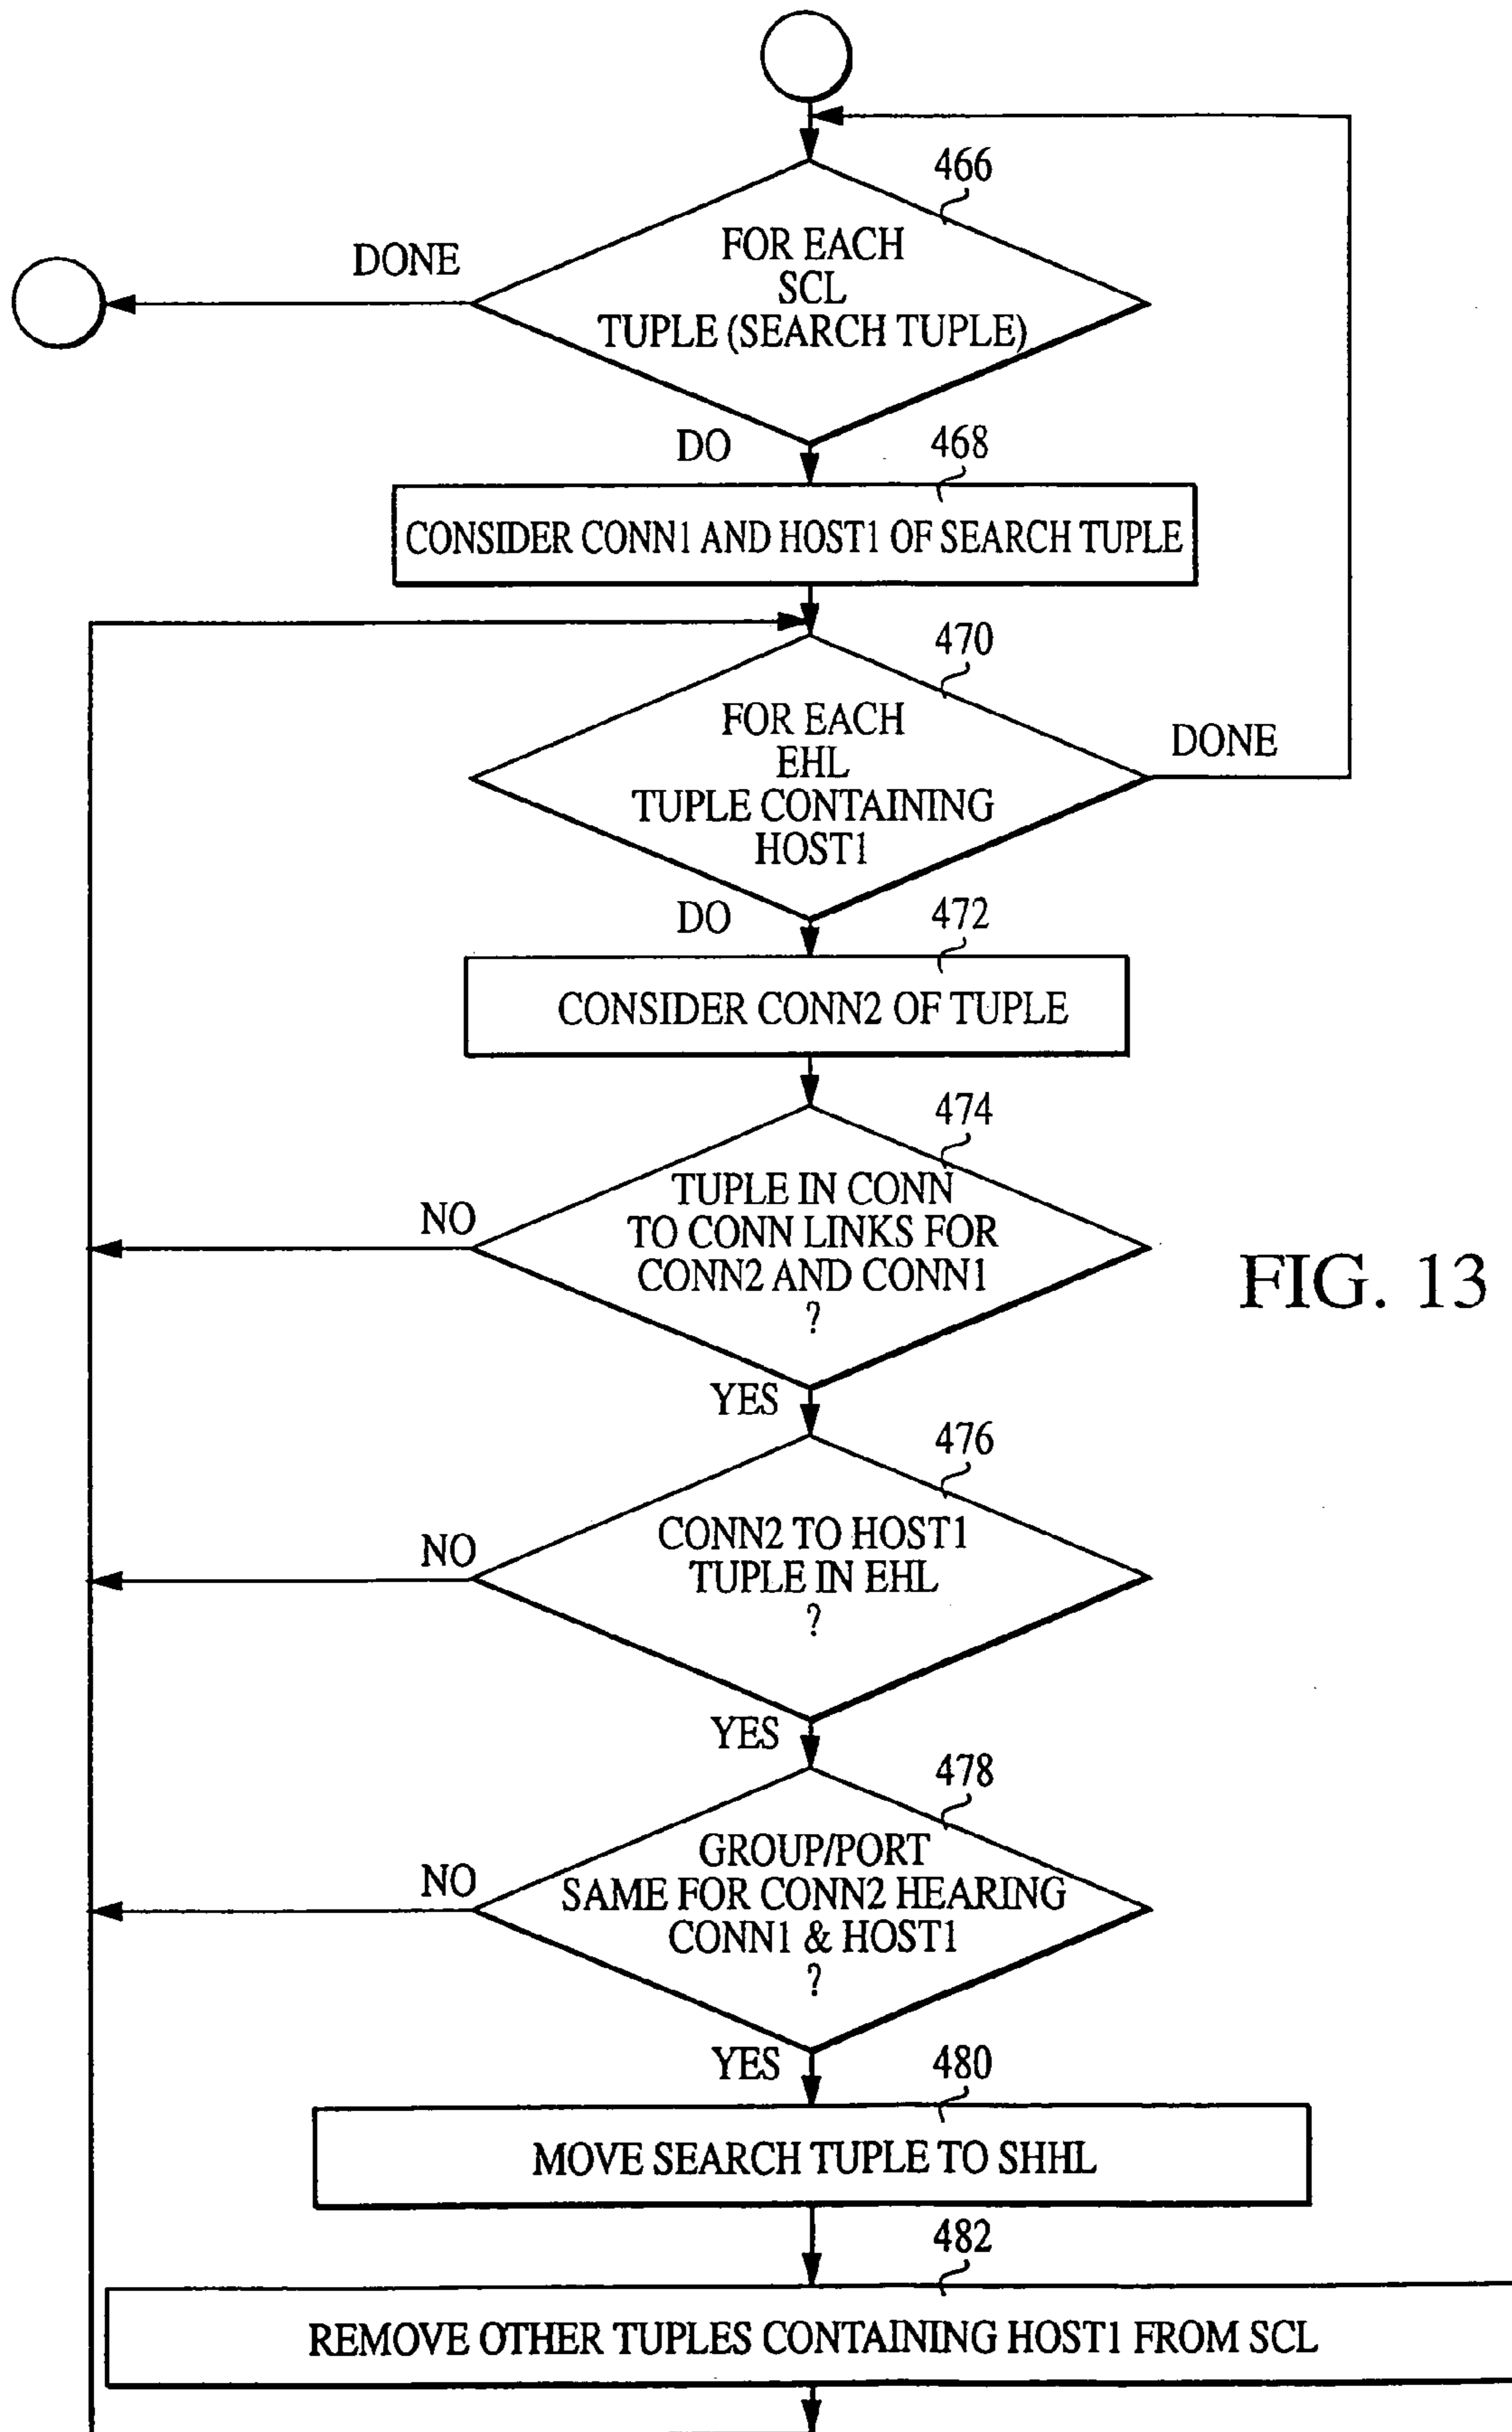 466
FOR EACH
SCL
TUPLE (SEARCH TUPLE)
DONE
DO
468
CONSIDER CONN1 AND HOST1 OF SEARCH TUPLE
470
FOR EACH
EHL
TUPLE CONTAINING
HOST1
DONE
DO
472
CONSIDER CONN2 OF TUPLE
474
TUPLE IN CONN
TO CONN LINKS FOR
CONN2 AND CONN1
?
NO
FIG. 13
YES
476
CONN2 TO HOST1
TUPLE IN EHL
?
NO
YES
478
GROUP/PORT
SAME FOR CONN2 HEARING
CONN1 & HOST1
?
NO
YES
480
MOVE SEARCH TUPLE TO SHHL
482
REMOVE OTHER TUPLES CONTAINING HOST1 FROM SCL